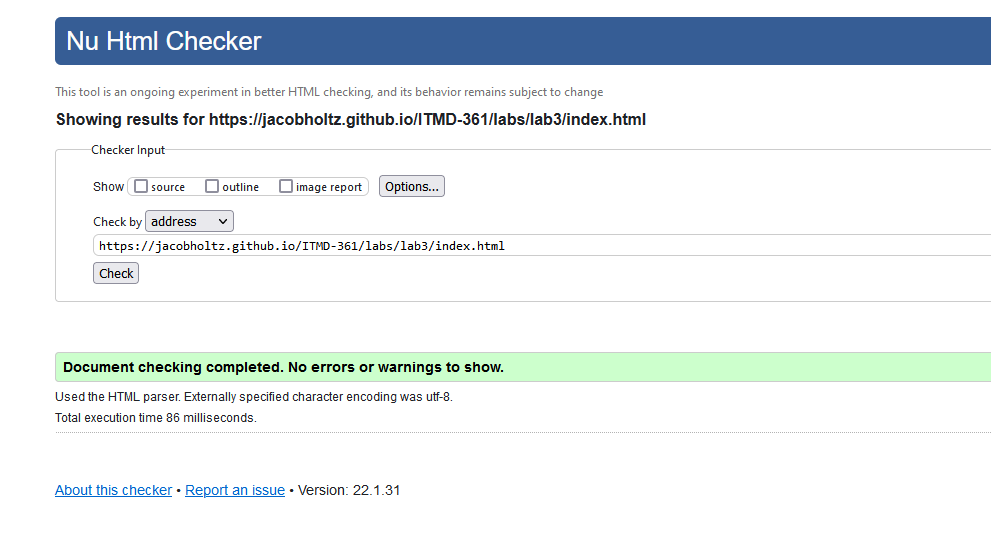 Nu Html Checker
This tool is an ongoing experiment in better HTML checking, and its behavior remains subject to change
Showing results for https://jacobholtz.github.io/ITMD-361/labs/lab3/index.html
Checker Input
Show source outline image report Options...
Check by address
https://jacobholtz.github.io/ITMD-361/labs/lab3/index.html
Check
Document checking completed. No errors or warnings to show.
Used the HTML parser. Externally specified character encoding was utf-8.
Total execution time 86 milliseconds.
About this checker • Report an issue • Version: 22.1.31